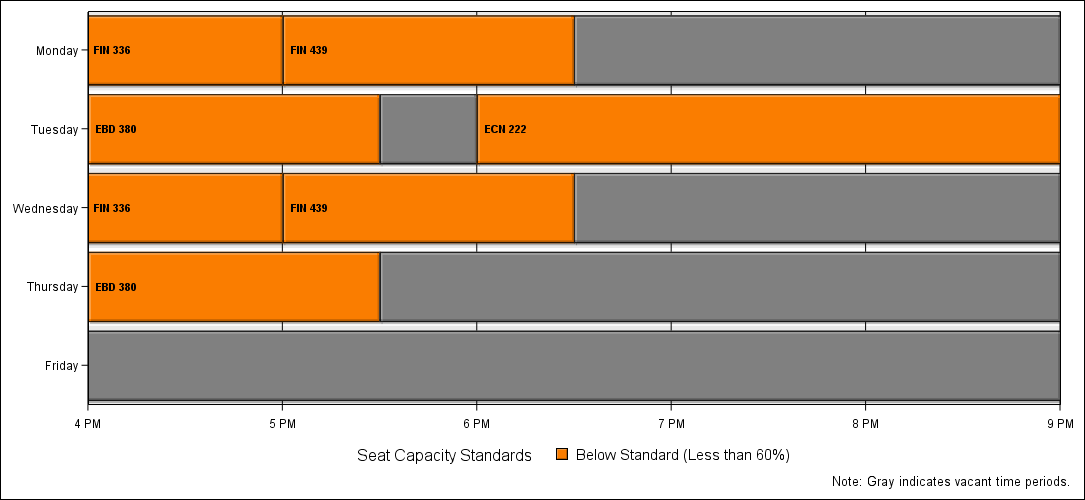 Monday
FIN 336
FIN 439
Tuesday
EBD 380
ECN 222
Wednesday
FIN 336
FIN 439
Thursday
EBD 380
Friday
4 PM 5 PM 6 PM 7 PM 8 PM 9 PM
Seat Capacity Standards Below Standard (Less than 60%)
Note: Gray indicates vacant time periods.